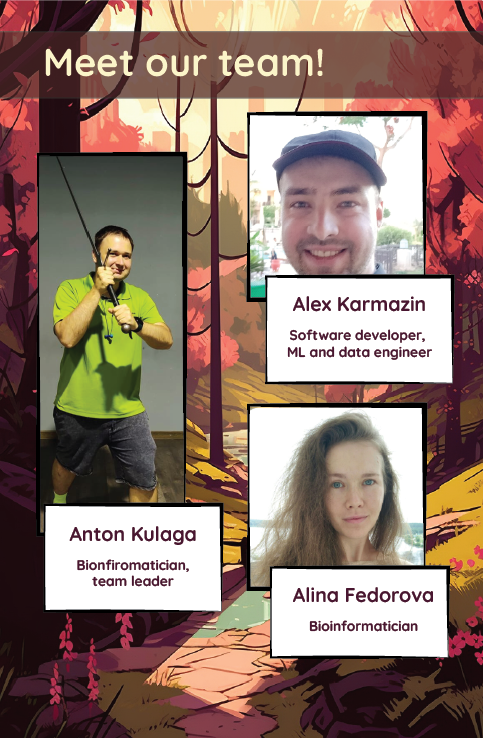 Meet our team!
Alex Karmazin
Software developer,
ML and data engineer
Anton Kulaga
Bionfiromatician,
team leader
Alina Fedorova
Bioinformatician